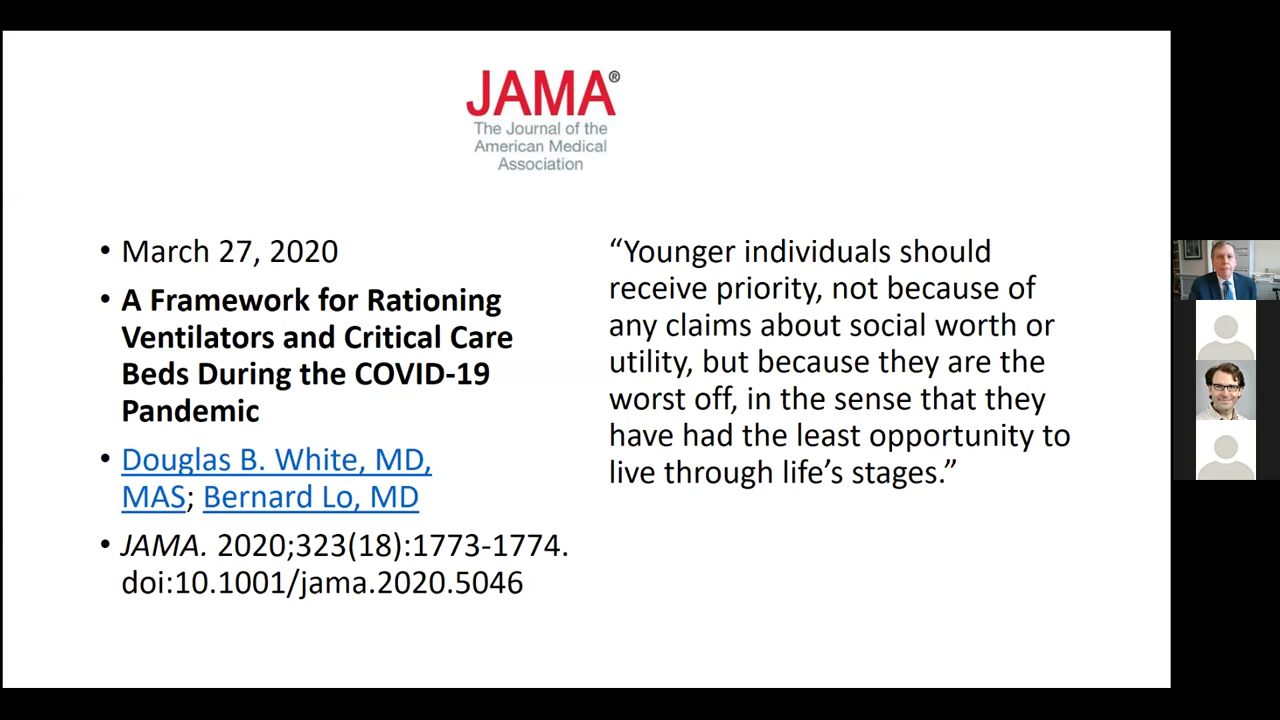 JAMA®
The Journal of the
American Medical
Association
• March 27, 2020
• A Framework for Rationing
Ventilators and Critical Care
Beds During the COVID-19
Pandemic
• Douglas B. White, MD,
MAS; Bernard Lo, MD
• JAMA. 2020;323(18):1773-1774.
doi:10.1001/jama.2020.5046
“Younger individuals should
receive priority, not because of
any claims about social worth or
utility, but because they are the
worst off, in the sense that they
have had the least opportunity to
live through life’s stages.”